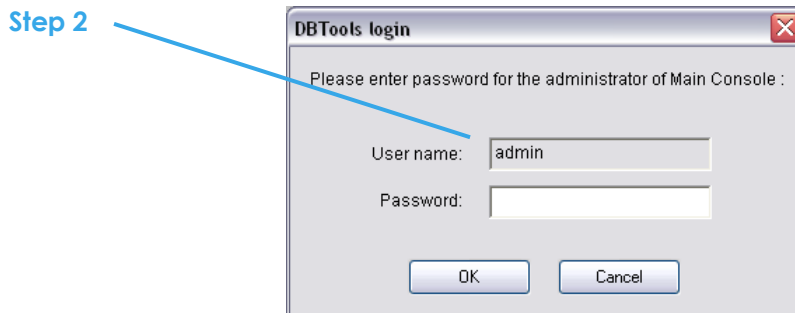 Step 2
DBTools login
Please enter password for the administrator of Main Console :
User name: admin
Password:
OK Cancel